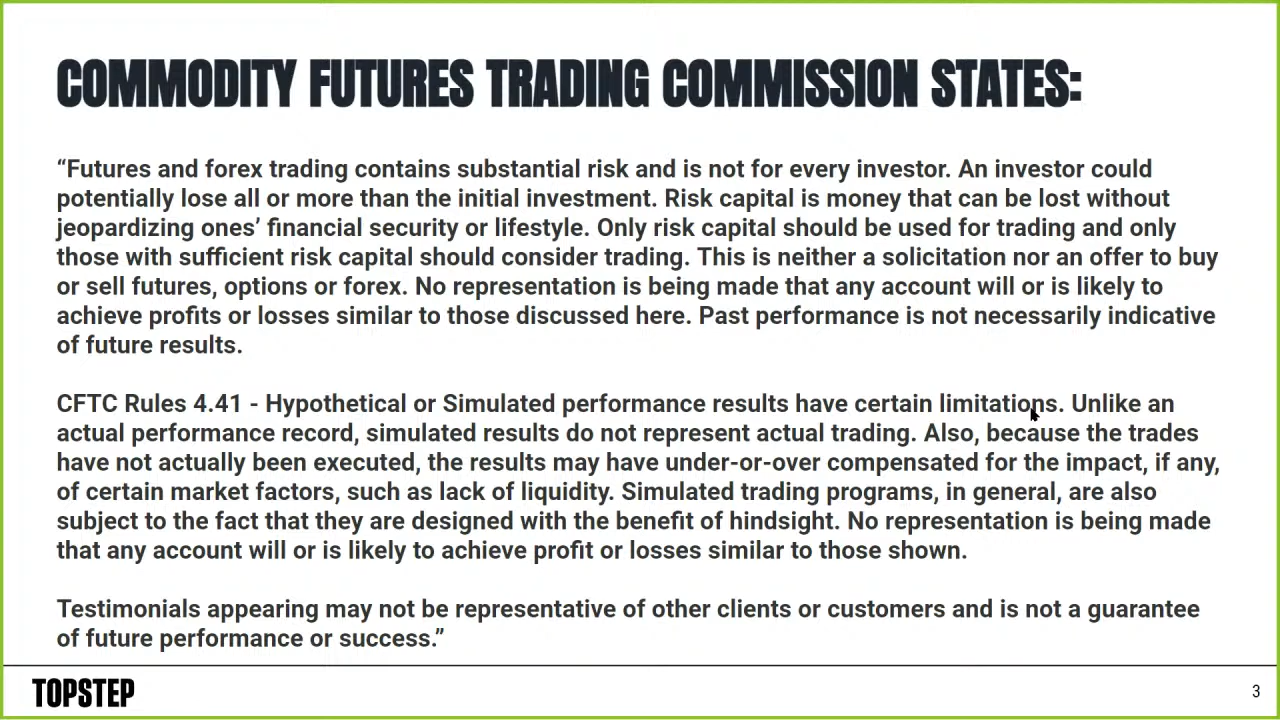 COMMODITY FUTURES TRADING COMMISSION STATES:
“Futures and forex trading contains substantial risk and is not for every investor. An investor could
potentially lose all or more than the initial investment. Risk capital is money that can be lost without
jeopardizing ones’ financial security or lifestyle. Only risk capital should be used for trading and only
those with sufficient risk capital should consider trading. This is neither a solicitation nor an offer to buy
or sell futures, options or forex. No representation is being made that any account will or is likely to
achieve profits or losses similar to those discussed here. Past performance is not necessarily indicative
of future results.
CFTC Rules 4.41 - Hypothetical or Simulated performance results have certain limitations. Unlike an
actual performance record, simulated results do not represent actual trading. Also, because the trades
have not actually been executed, the results may have under-or-over compensated for the impact, if any,
of certain market factors, such as lack of liquidity. Simulated trading programs, in general, are also
subject to the fact that they are designed with the benefit of hindsight. No representation is being made
that any account will or is likely to achieve profit or losses similar to those shown.
Testimonials appearing may not be representative of other clients or customers and is not a guarantee
of future performance or success.”
TOPSTEP
3